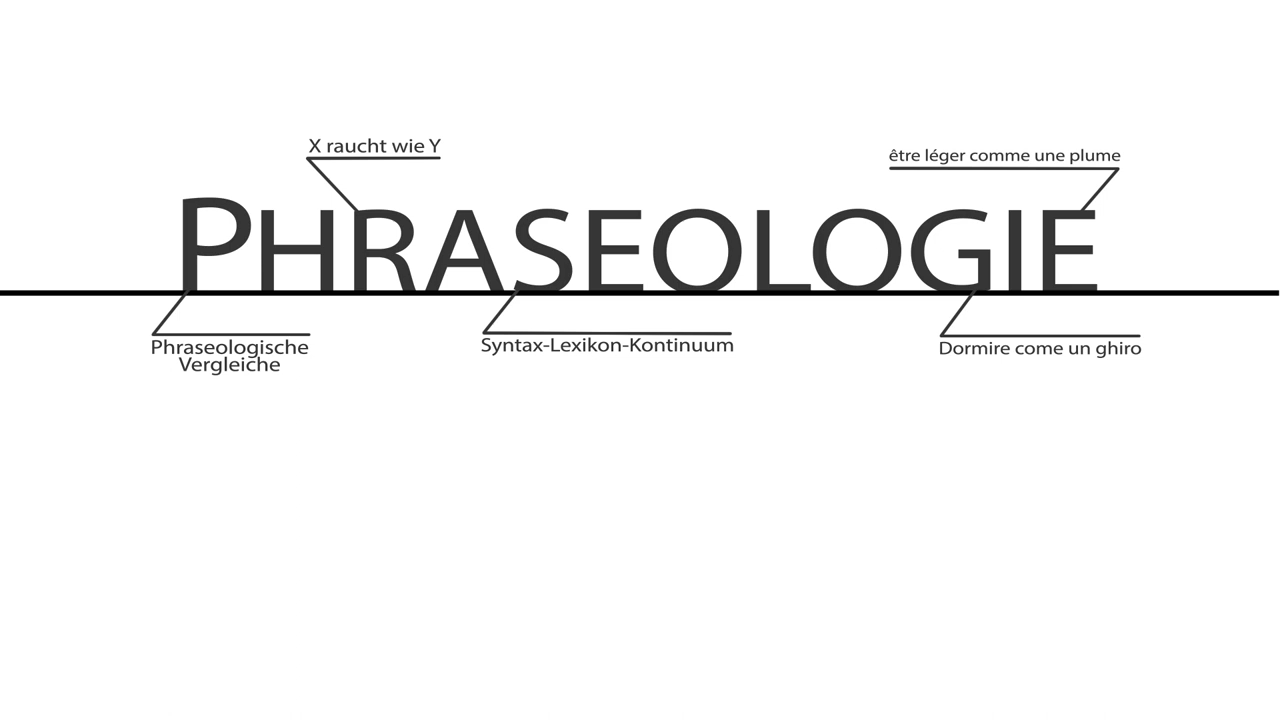 X raucht wie Y
être léger comme une plume
PHRASEOLOGIE
Phraseologische
Vergleiche
Syntax-Lexikon-Kontinuum
Dormire come un ghiro